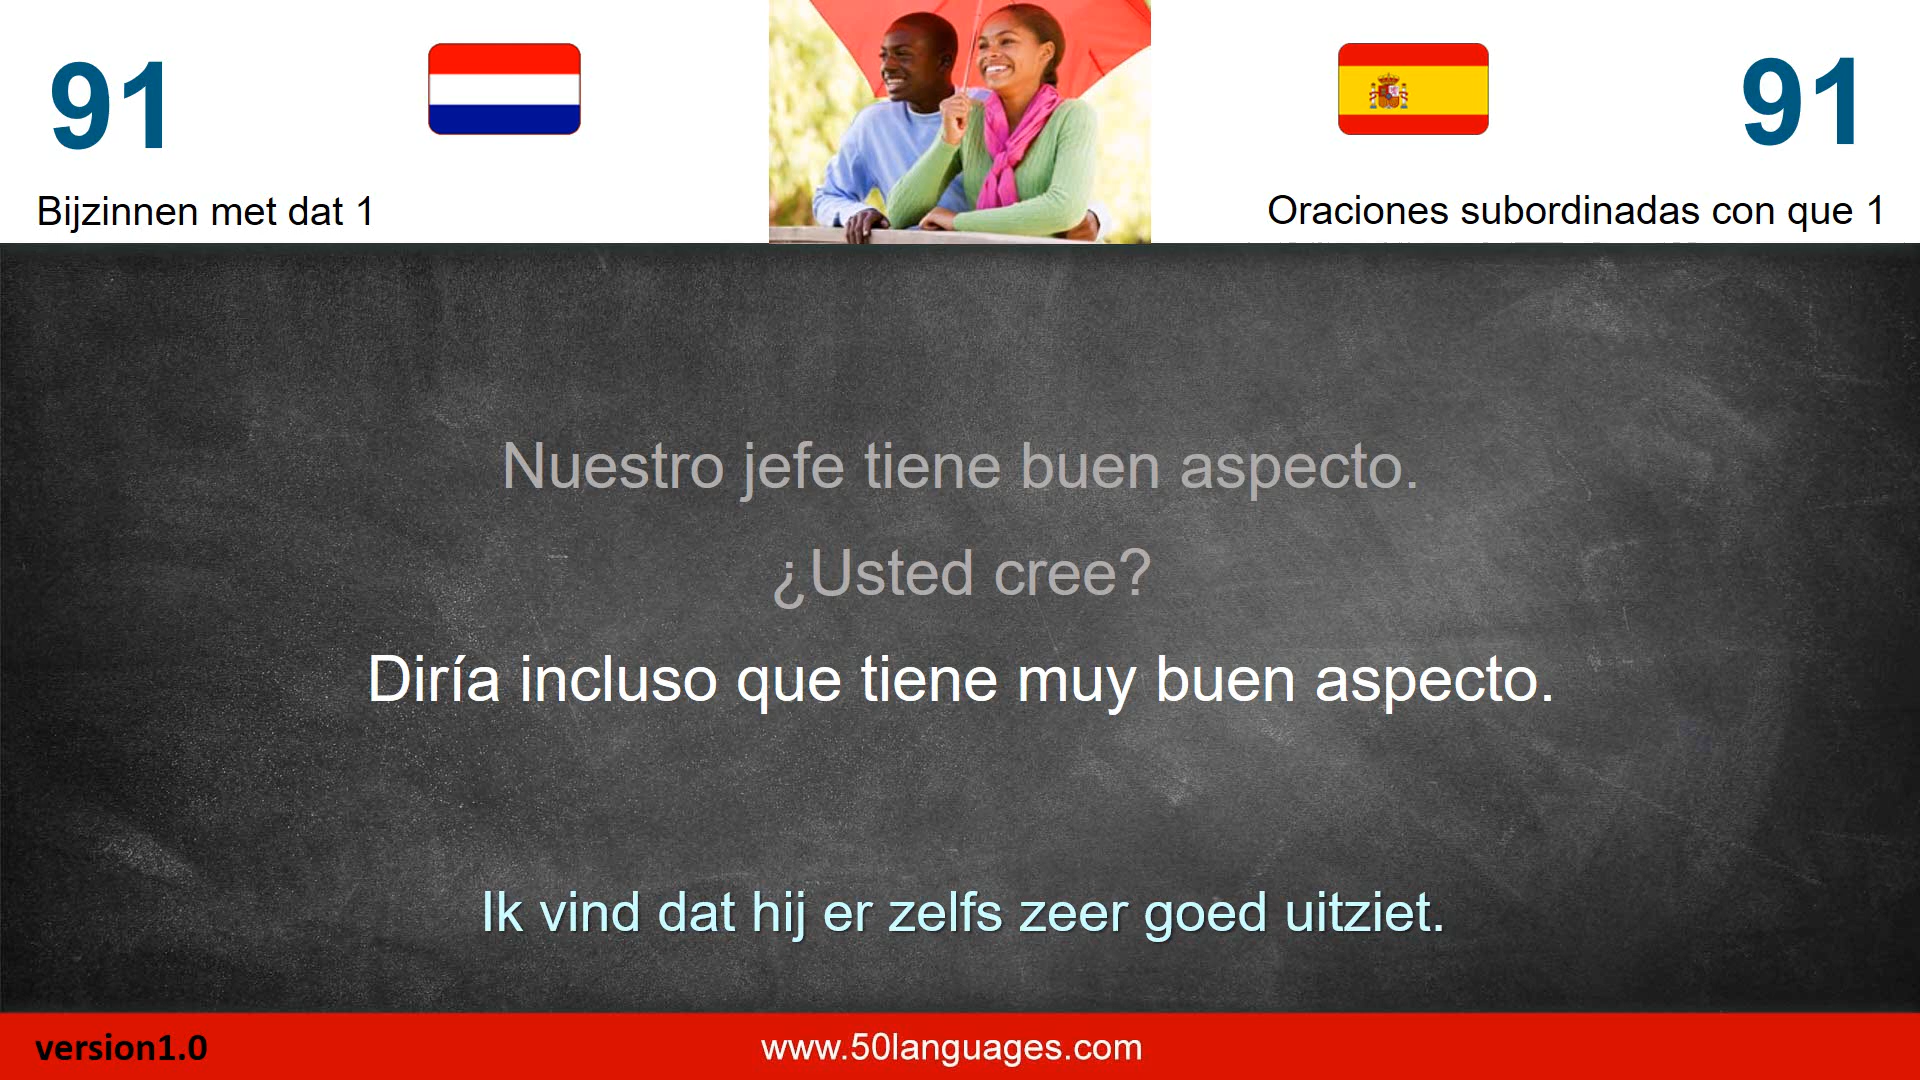 91
91
Bijzinnen met dat 1
Oraciones subordinadas con que 1
Nuestro jefe tiene buen aspecto.
¿Usted cree?
Diría incluso que tiene muy buen aspecto.
Ik vind dat hij er zelfs zeer goed uitziet.
version1.0
www.50languages.com